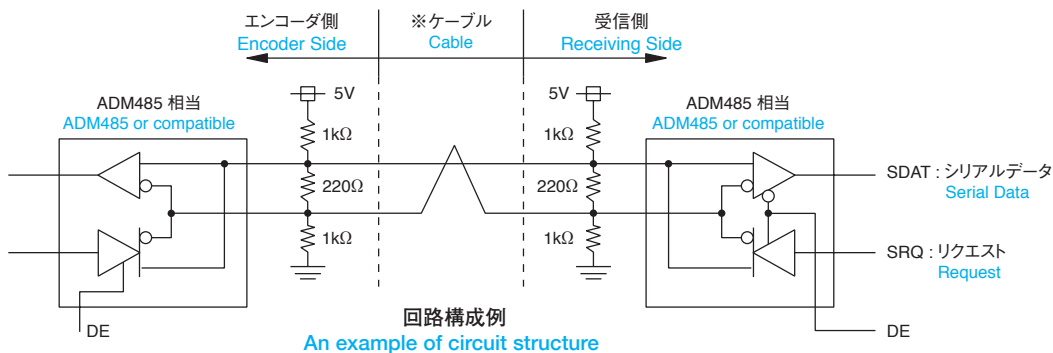 エンコーダ側
Encoder Side
※ケーブル
Cable
受信側
Receiving Side
ADM485 相当
ADM485 or compatible
5V
1kΩ
220Ω
1kΩ
5V
1kΩ
220Ω
1kΩ
ADM485 相当
ADM485 or compatible
SDAT : シリアルデータ
Serial Data
SRQ : リクエスト
Request
DE
DE
回路構成例
An example of circuit structure